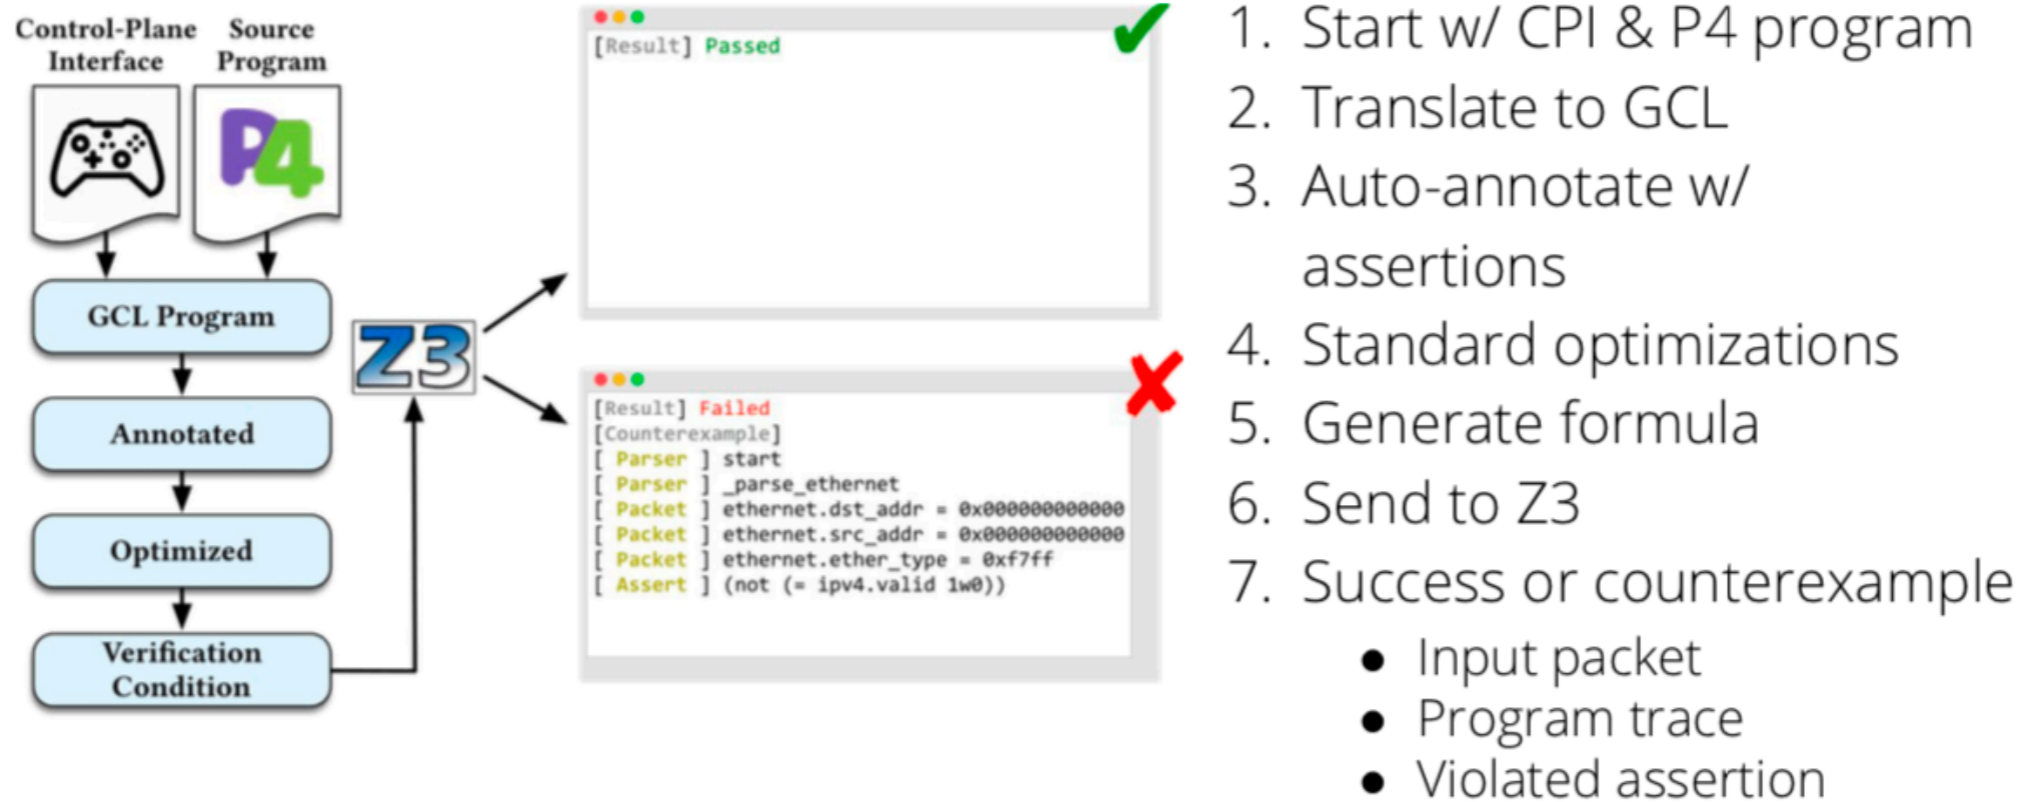 Control-Plane
Interface
Source
Program
P4
GCL Program
Annotated
Optimized
Verification
Condition
Z3
[Result] Passed
[Result] Failed
[Counterexample]
[ Parser ] start
[ Parser ] _parse_ethernet
[ Packet ] ethernet.dst_addr = 0x000000000000
[ Packet ] ethernet.src_addr = 0x000000000000
[ Packet ] ethernet.ether_type = 0xf7ff
[ Assert ] (not (= ipv4.valid 1w0))
1. Start w/ CPI & P4 program
2. Translate to GCL
3. Auto-annotate w/
assertions
4. Standard optimizations
5. Generate formula
6. Send to Z3
7. Success or counterexample
● Input packet
● Program trace
● Violated assertion